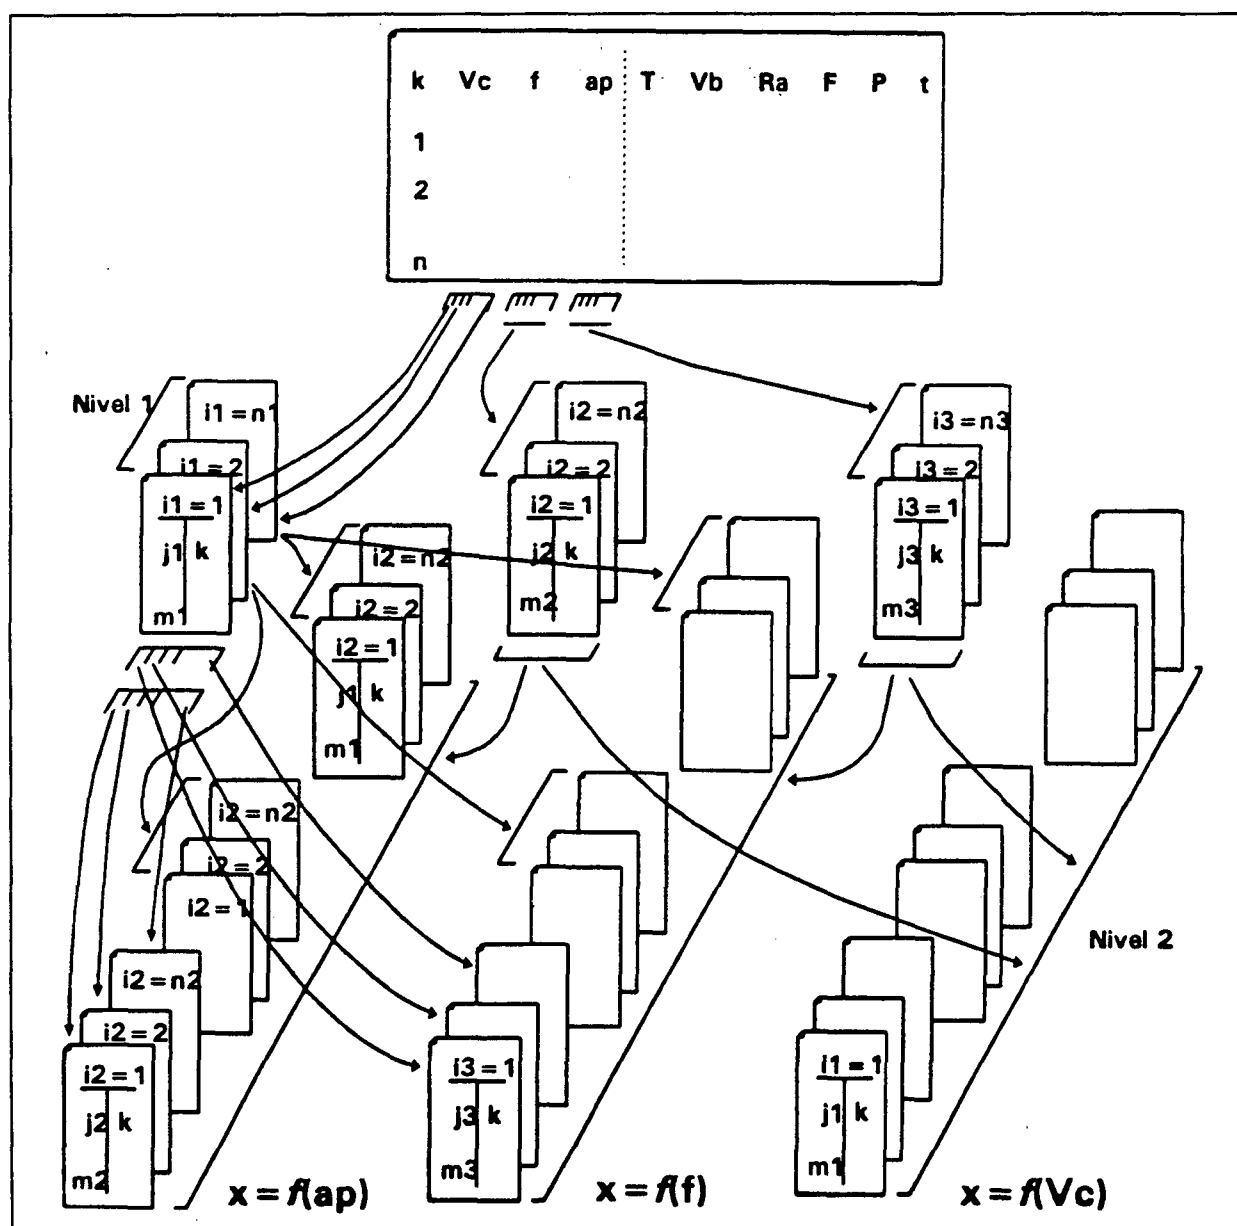 k Vc f ap T Vb Ra F P t
1
2
n
Nivel 1
i1 = n1
i1 = 2
i1 = 1
j1 k
m1
i2 = n2
i2 = 2
i2 = 1
j2 k
m2
i3 = n3
i3 = 2
i3 = 1
j3 k
m3
i2 = n2
i2 = 2
i2 = 1
j1 k
m1
i2 = n2
i2 = 2
i2 = 1
i2 = n2
i2 = 2
i2 = 1
j2 k
m2
i3 = 1
j3 k
m3
Nivel 2
i1 = 1
j1 k
m1
x = f(ap)
x = f(f)
x = f(Vc)